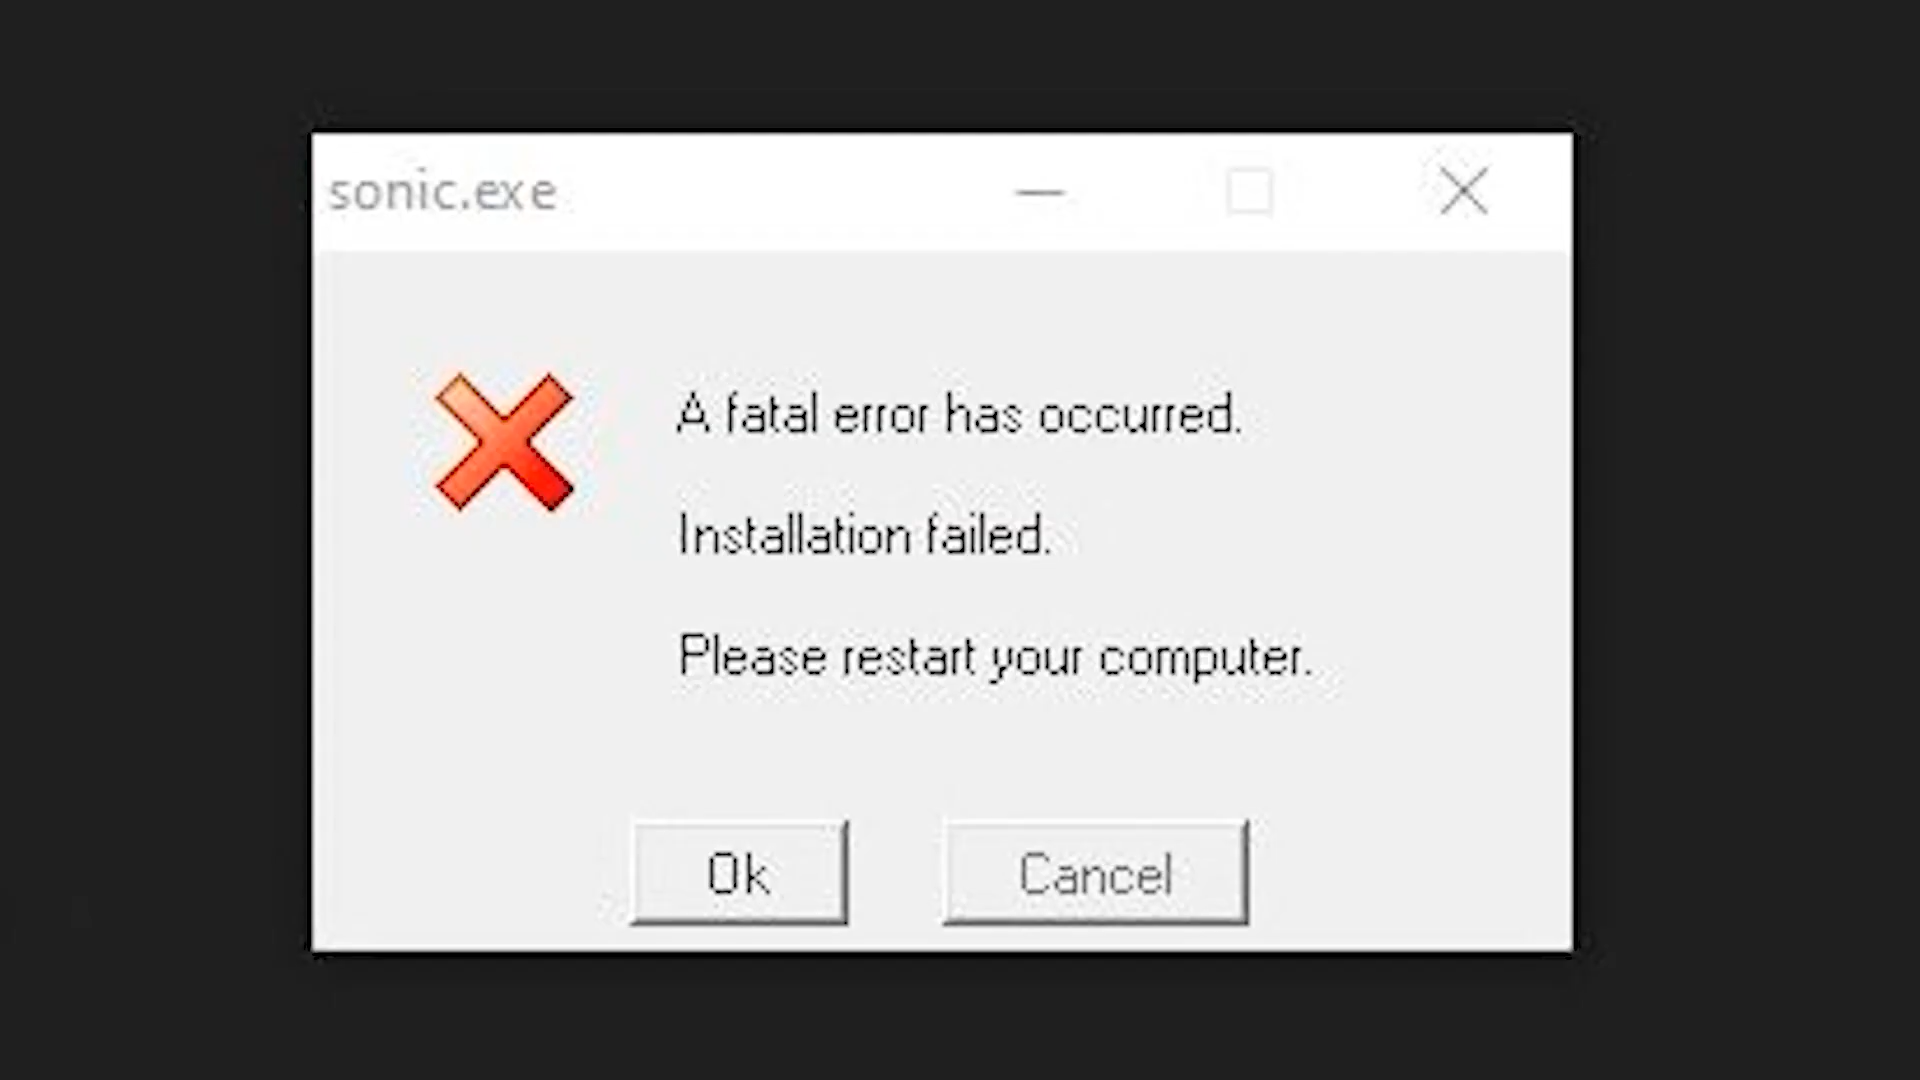 sonic.exe
A fatal error has occurred.
Installation failed.
Please restart your computer.
Ok
Cancel